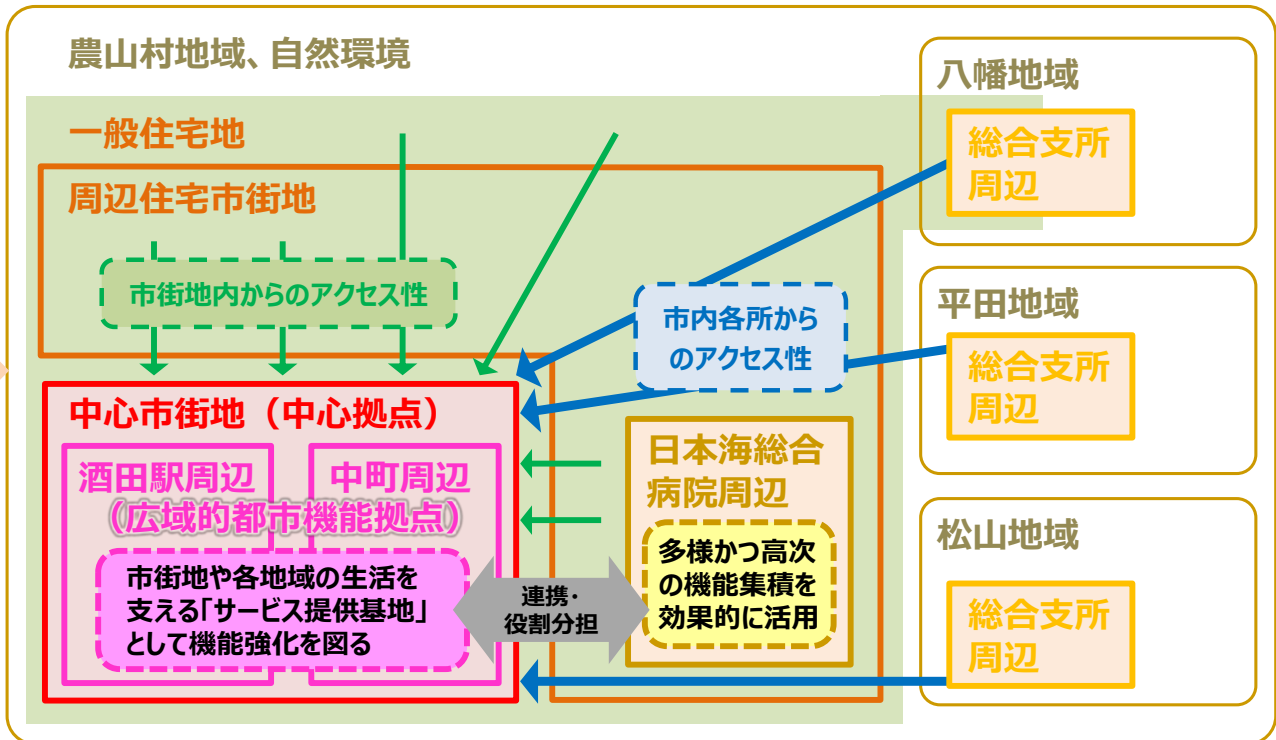 農山村地域、自然環境
一般住宅地
周辺住宅市街地
市街地内からのアクセス性
市内各所から
のアクセス性
八幡地域
総合支所
周辺
平田地域
総合支所
周辺
松山地域
総合支所
周辺
中心市街地（中心拠点）
酒田駅周辺
中町周辺
（広域的都市機能拠点）
市街地や各地域の生活を
支える「サービス提供基地」
として機能強化を図る
連携・
役割分担
日本海総合
病院周辺
多様かつ高次
の機能集積を
効果的に活用